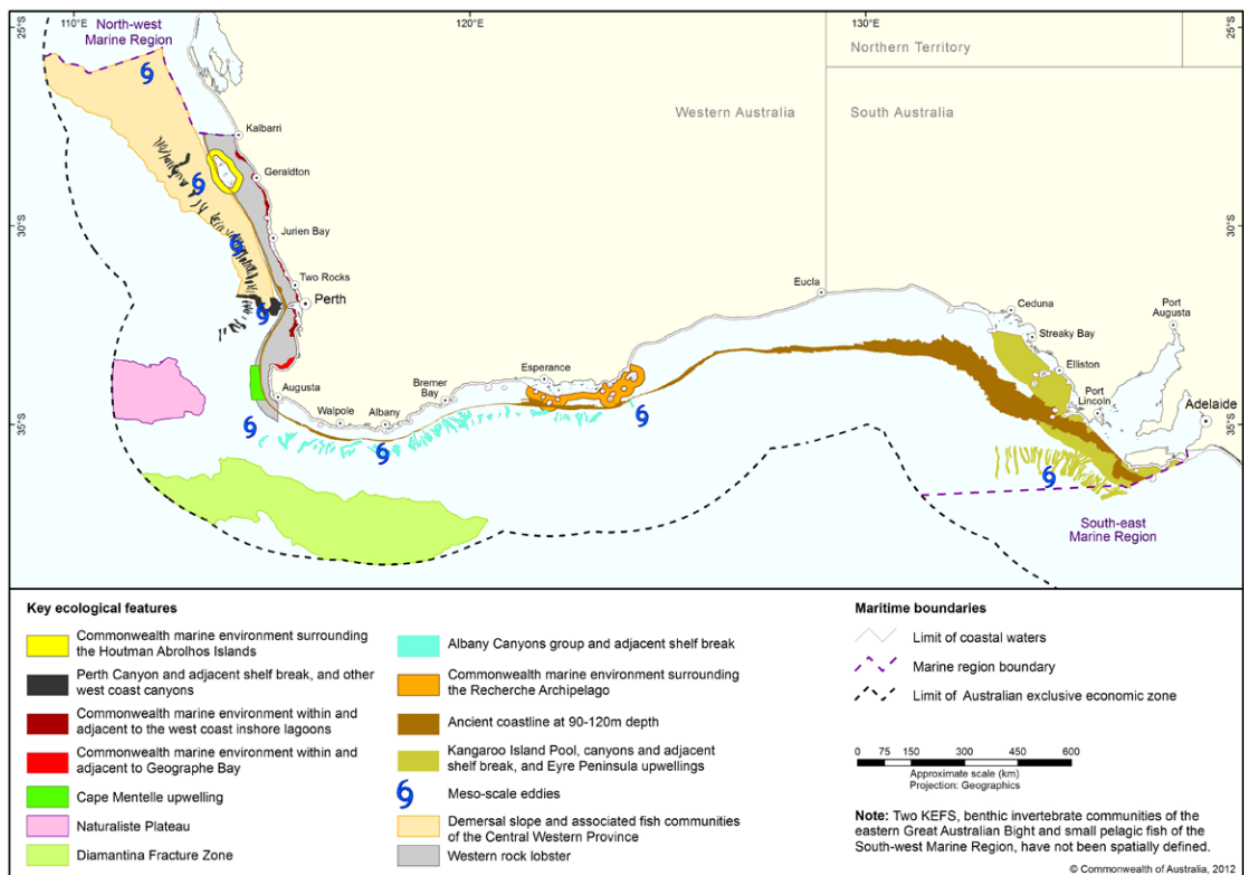 110°E
120°E
130°E
25°S
25°S
North-west
Marine Region
Northern Territory
Western Australia
South Australia
Kalbarri
Geraldton
30°S
30°S
Jurien Bay
Two Rocks
Perth
Eucla
Ceduna
Port
Augusta
Streaky Bay
Elliston
Esperance
Bremer
Bay
Augusta
Walpole
Albany
Port
Lincoln
Adelaide
35°S
35°S
South-east
Marine Region
Key ecological features
Commonwealth marine environment surrounding
the Houtman Abrolhos Islands
Perth Canyon and adjacent shelf break, and other
west coast canyons
Commonwealth marine environment within and
adjacent to the west coast inshore lagoons
Commonwealth marine environment within and
adjacent to Geographe Bay
Cape Mentelle upwelling
Naturaliste Plateau
Diamantina Fracture Zone
Albany Canyons group and adjacent shelf break
Commonwealth marine environment surrounding
the Recherche Archipelago
Ancient coastline at 90-120m depth
Kangaroo Island Pool, canyons and adjacent
shelf break, and Eyre Peninsula upwellings
Meso-scale eddies
Demersal slope and associated fish communities
of the Central Western Province
Western rock lobster
Maritime boundaries
Limit of coastal waters
Marine region boundary
Limit of Australian exclusive economic zone
0 75 150 300 450 600
Approximate scale (km)
Projection: Geographics
Note: Two KEFS, benthic invertebrate communities of the
eastern Great Australian Bight and small pelagic fish of the
South-west Marine Region, have not been spatially defined.
© Commonwealth of Australia, 2012